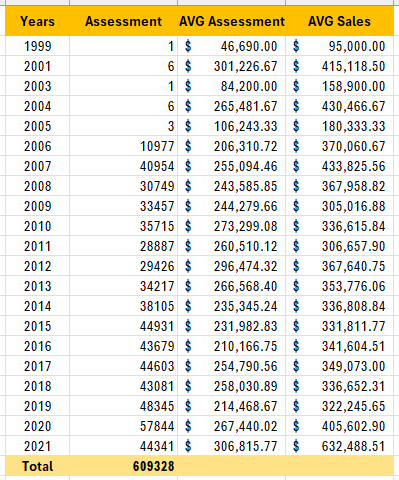 Years Assessment AVG Assessment AVG Sales
1999 1 $ 46,690.00 $ 95,000.00
2001 6 $ 301,226.67 $ 415,118.50
2003 1 $ 84,200.00 $ 158,900.00
2004 6 $ 265,481.67 $ 430,466.67
2005 3 $ 106,243.33 $ 180,333.33
2006 10977 $ 206,310.72 $ 370,060.67
2007 40954 $ 255,094.46 $ 433,825.56
2008 30749 $ 243,585.85 $ 367,958.82
2009 33457 $ 244,279.66 $ 305,016.88
2010 35715 $ 273,299.08 $ 336,615.84
2011 28887 $ 260,510.12 $ 306,657.90
2012 29426 $ 296,474.32 $ 367,640.75
2013 34217 $ 266,568.40 $ 353,776.06
2014 38105 $ 235,345.24 $ 336,808.84
2015 44931 $ 231,982.83 $ 331,811.77
2016 43679 $ 210,166.75 $ 341,604.51
2017 44603 $ 254,790.56 $ 349,073.00
2018 43081 $ 258,030.89 $ 336,652.31
2019 48345 $ 214,468.67 $ 322,245.65
2020 57844 $ 267,440.02 $ 405,602.90
2021 44341 $ 306,815.77 $ 632,488.51
Total 609328